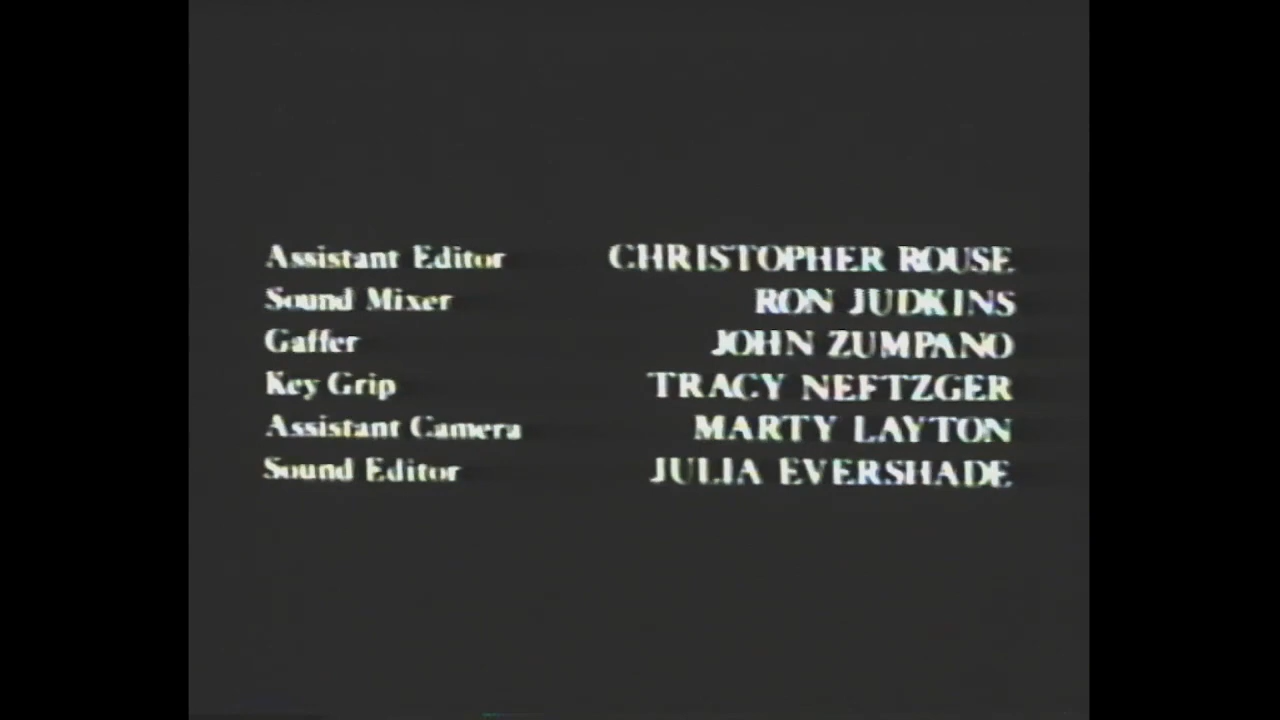 Assistant Editor CHRISTOPHER ROUSE
Sound Mixer RON JUDKINS
Gaffer JOHN ZUMPANO
Key Grip TRACY NEFTZGER
Assistant Camera MARTY LAYTON
Sound Editor JULIA EVERSHADE